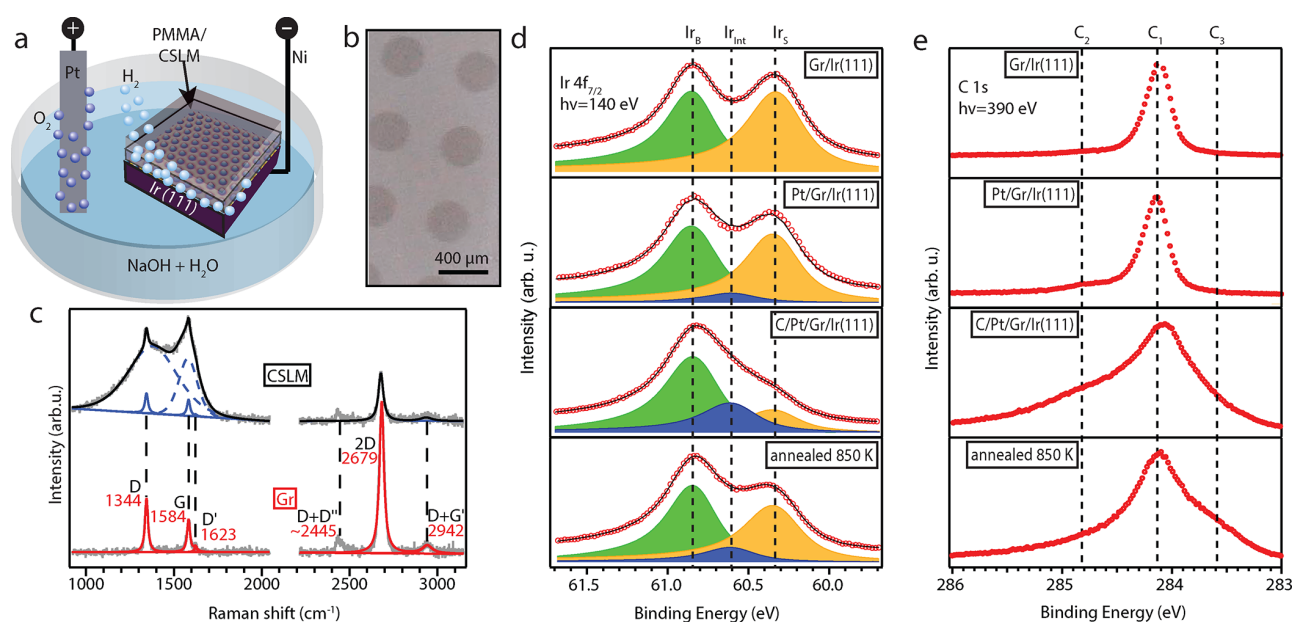 a
+
−
PMMA/
CSLM
Pt
H₂
Ni
O₂
Ir (111)
NaOH + H₂O
b
400 µm
c
CSLM
2D
2679
D
1344
G
1584
D'
1623
Gr
D+D''
~2445
D+G'
2942
Intensity (arb.u.)
1000 1500 2000 2500 3000
Raman shift (cm⁻¹)
d
Ir_B Ir_Int Ir_S
Gr/Ir(111)
Ir 4f₇/₂
hv=140 eV
Pt/Gr/Ir(111)
C/Pt/Gr/Ir(111)
annealed 850 K
Intensity (arb. u.)
61.5 61.0 60.5 60.0
Binding Energy (eV)
e
C₂ C₁ C₃
Gr/Ir(111)
C 1s
hv=390 eV
Pt/Gr/Ir(111)
C/Pt/Gr/Ir(111)
annealed 850 K
Intensity (arb. u.)
286 285 284 283
Binding Energy (eV)